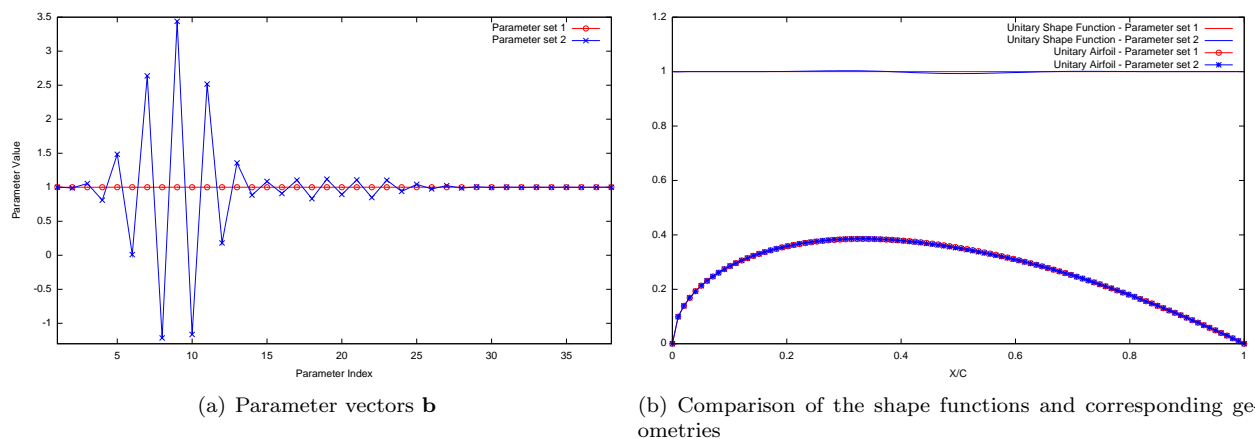 3.5
3
2.5
2
1.5
1
0.5
0
-0.5
-1
Parameter Value
5 10 15 20 25 30 35
Parameter Index
Parameter set 1
Parameter set 2
(a) Parameter vectors b
1.2
1
0.8
0.6
0.4
0.2
0
0 0.2 0.4 0.6 0.8 1
X/C
Unitary Shape Function - Parameter set 1
Unitary Shape Function - Parameter set 2
Unitary Airfoil - Parameter set 1
Unitary Airfoil - Parameter set 2
(b) Comparison of the shape functions and corresponding ge-
ometries